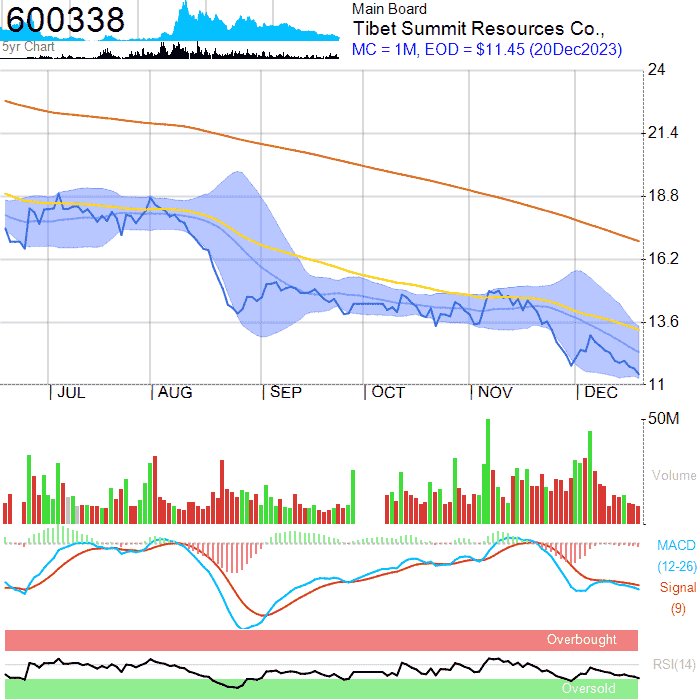 600338
5yr Chart
Main Board
Tibet Summit Resources Co.,
MC = 1M, EOD = $11.45 (20Dec2023)
24
21.4
18.8
16.2
13.6
11
JUL AUG SEP OCT NOV DEC
50M
Volume
MACD
(12-26)
Signal
(9)
Overbought
RSI(14)
Oversold